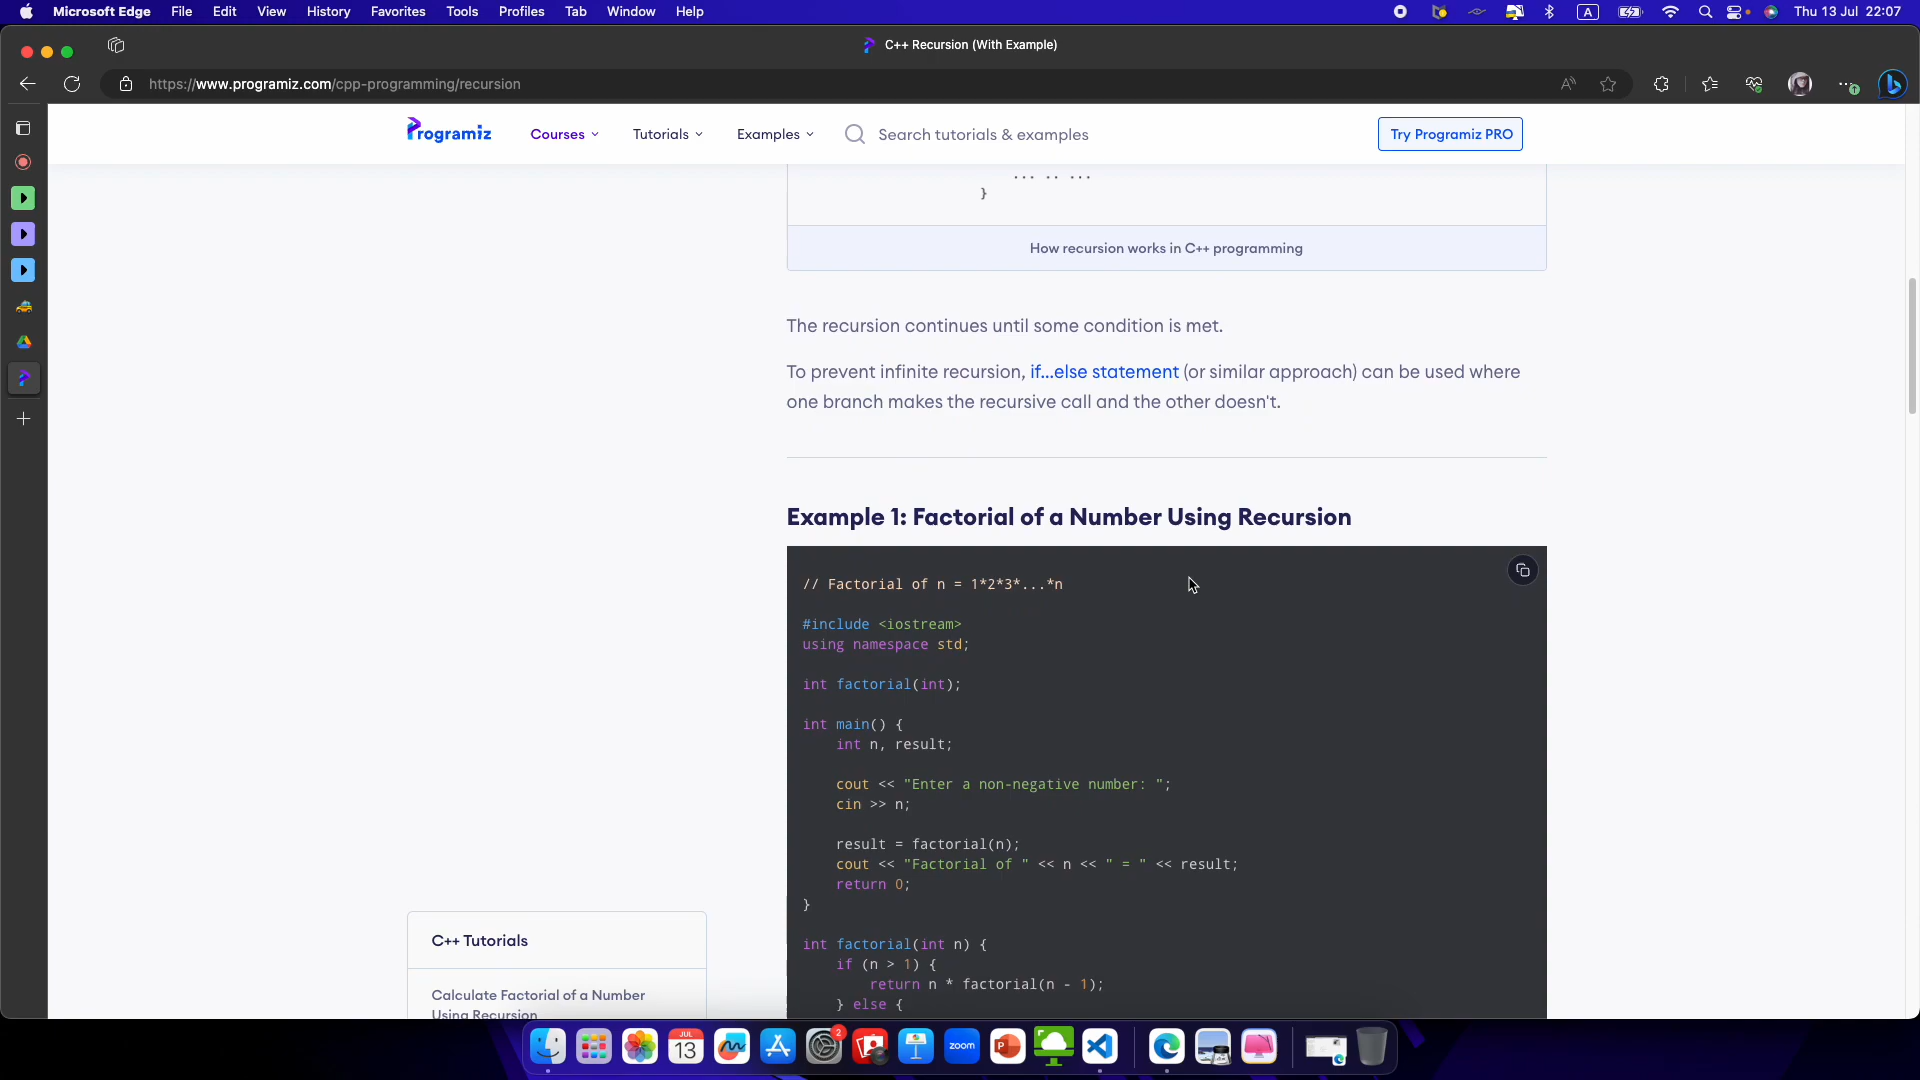 Microsoft Edge File Edit View History Favorites Tools Profiles Tab Window Help
A
Thu 13 Jul 22:07
C++ Recursion (With Example)
https://www.programiz.com/cpp-programming/recursion
Programiz
Courses
Tutorials
Examples
Search tutorials & examples
Try Programiz PRO
... .. ...
}
How recursion works in C++ programming
The recursion continues until some condition is met.
To prevent infinite recursion, if...else statement (or similar approach) can be used where
one branch makes the recursive call and the other doesn't.
Example 1: Factorial of a Number Using Recursion
// Factorial of n = 1*2*3*...*n
#include <iostream>
using namespace std;
int factorial(int);
int main() {
int n, result;
cout << "Enter a non-negative number: ";
cin >> n;
result = factorial(n);
cout << "Factorial of " << n << " = " << result;
return 0;
}
int factorial(int n) {
if (n > 1) {
return n * factorial(n - 1);
} else {
C++ Tutorials
Calculate Factorial of a Number
Using Recursion
JUL
13
2
zoom